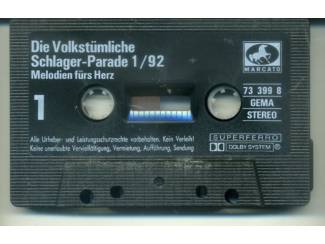 Die Volkstümliche
Schlager-Parade 1/92
Melodien fürs Herz
MARCATO
1
73 399 8
GEMA
STEREO
Alle Urheber- und Leistungsschutzrechte vorbehalten. Kein Verleih!
Keine unerlaubte Vervielfältigung, Vermietung, Aufführung, Sendung
SUPERFERRO
DOLBY SYSTEM